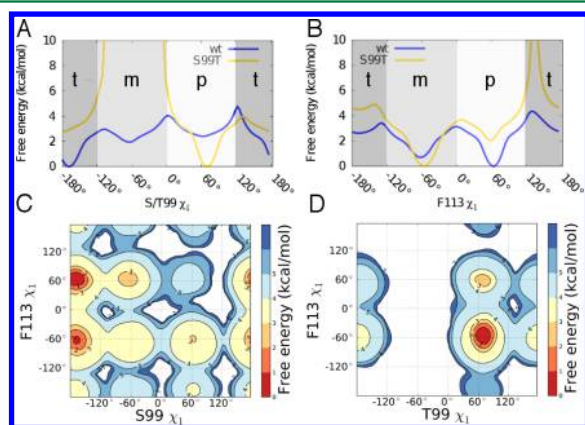 A
B
10
8
6
4
2
0
Free energy (kcal/mol)
wt
S99T
t
m
p
t
-180°
-120°
-60°
0°
60°
120°
180°
S/T99 χ1
10
8
6
4
2
0
Free energy (kcal/mol)
wt
S99T
t
m
p
t
-180°
-120°
-60°
0°
60°
120°
180°
F113 χ1
C
D
120°
60°
0°
-60°
-120°
F113 χ1
-120°
-60°
0°
60°
120°
S99 χ1
Free energy (kcal/mol)
120°
60°
0°
-60°
-120°
F113 χ1
-120°
-60°
0°
60°
120°
T99 χ1
Free energy (kcal/mol)